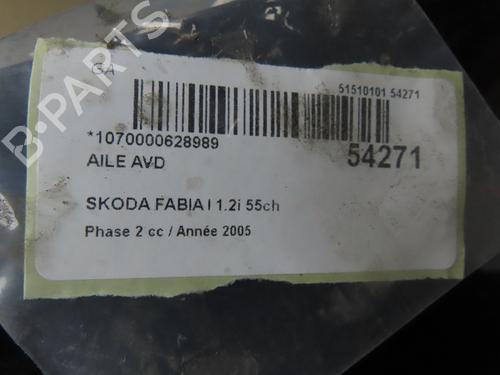 51510101 54271
*1070000628989
54271
AILE AVD
SKODA FABIA I 1.2i 55ch
Phase 2 cc / Année 2005
B-PARTS